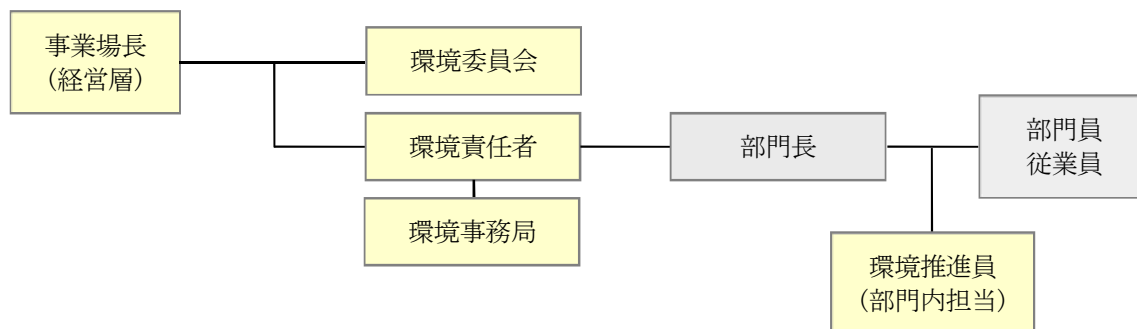 事業場長
（経営層）
環境委員会
環境責任者
環境事務局
部門長
部門員
従業員
環境推進員
（部門内担当）